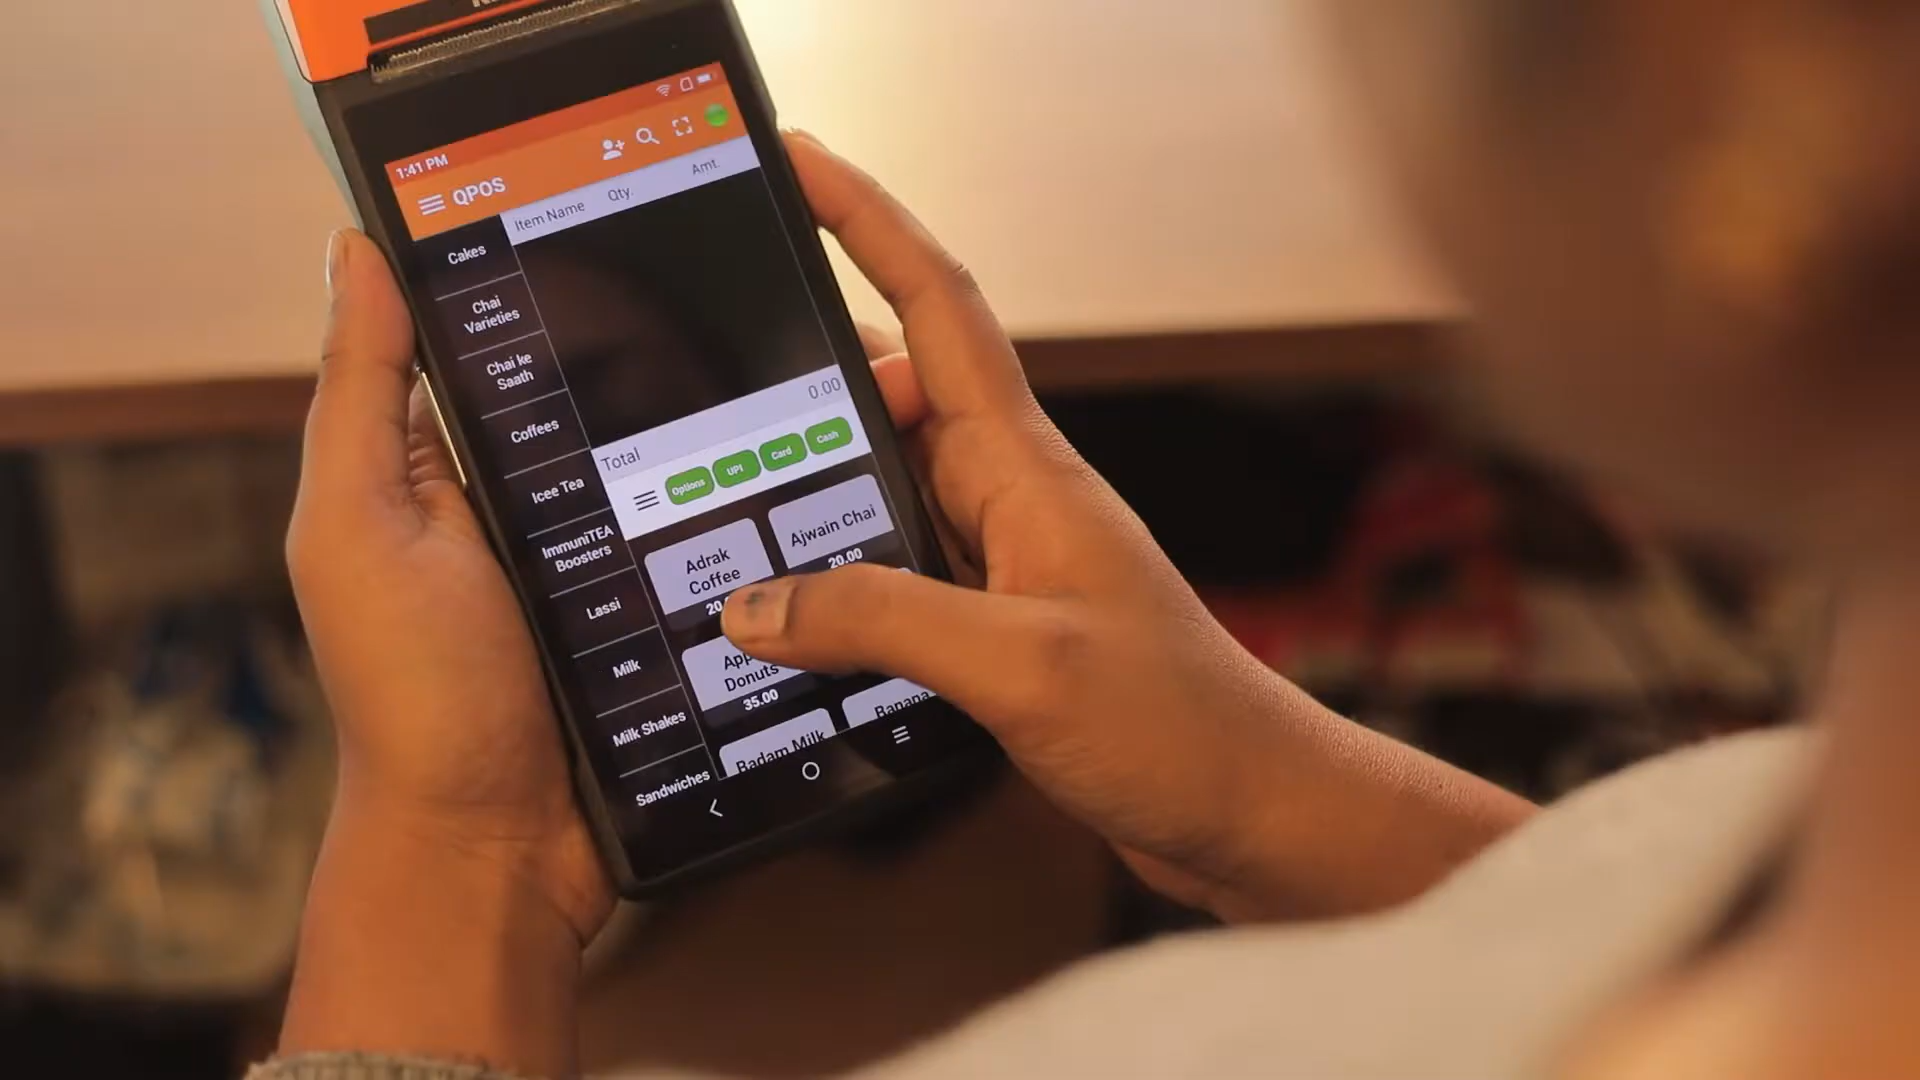 1:41 PM
QPOS
Item Name Qty. Amt.
Cakes
Chai
Varieties
Chai ke
Saath
Coffees
Icee Tea
ImmuniTEA
Boosters
Lassi
Milk
Milk Shakes
Sandwiches
Total 0.00
Options UPI Card Cash
Adrak
Coffee
Ajwain Chai
20.00
Donuts
35.00
Badam Milk
Banana